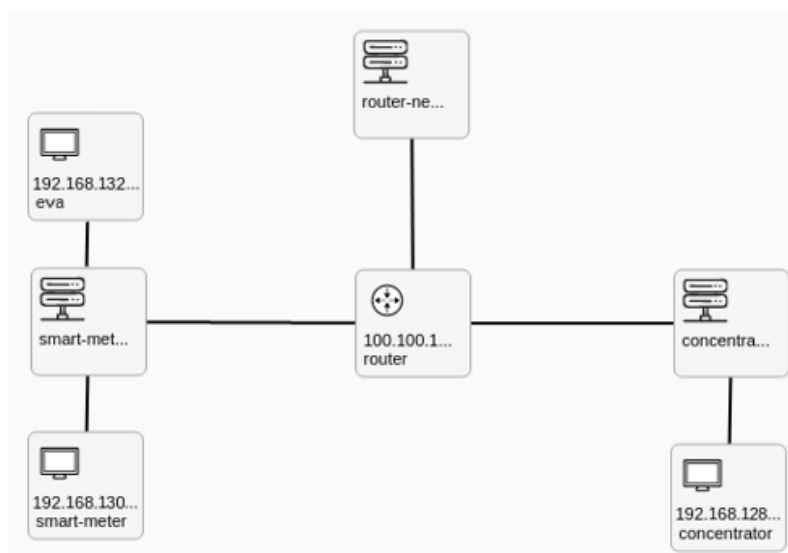 router-ne...
192.168.132...
eva
smart-met...
100.100.1...
router
concentra...
192.168.130...
smart-meter
192.168.128...
concentrator